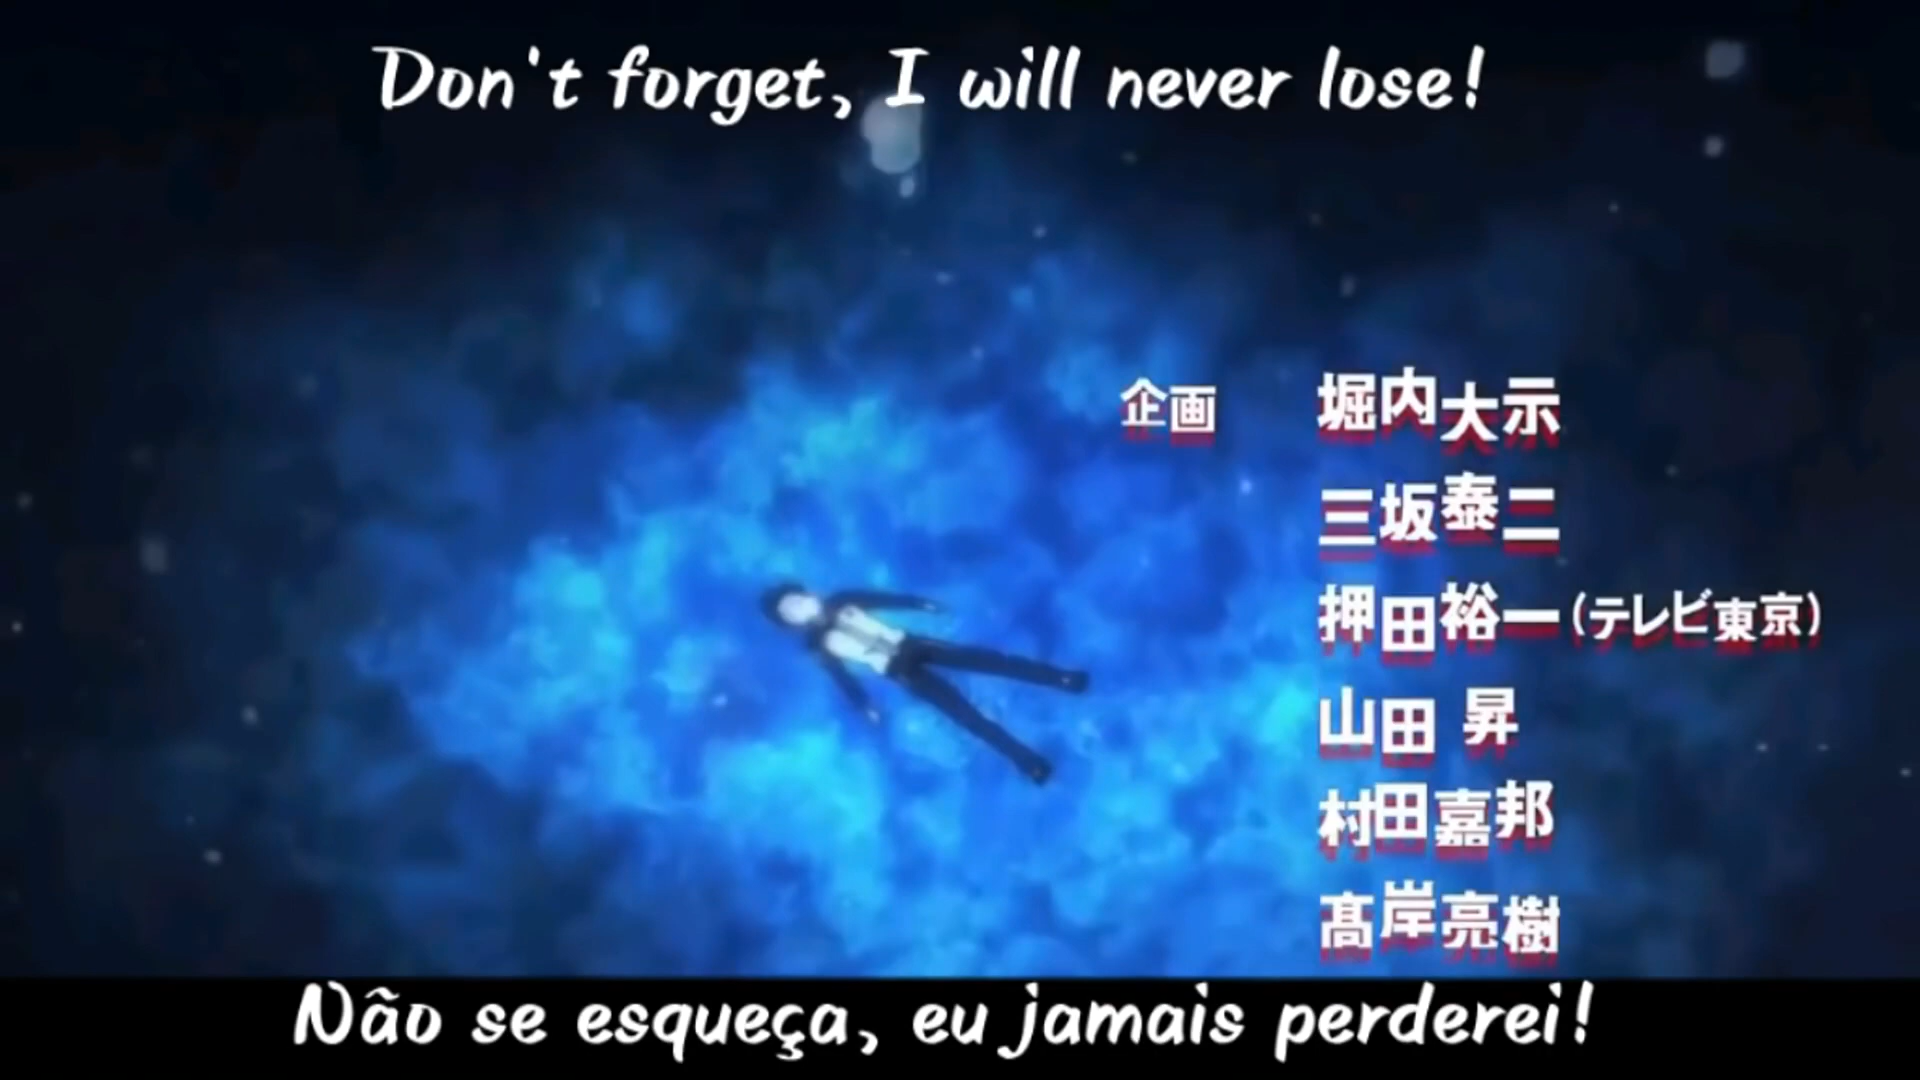 Don't forget, I will never lose!
企画 堀内大示
三坂泰二
押田裕一(テレビ東京)
山田 昇
村田嘉邦
髙岸亮樹
Não se esqueça, eu jamais perderei!